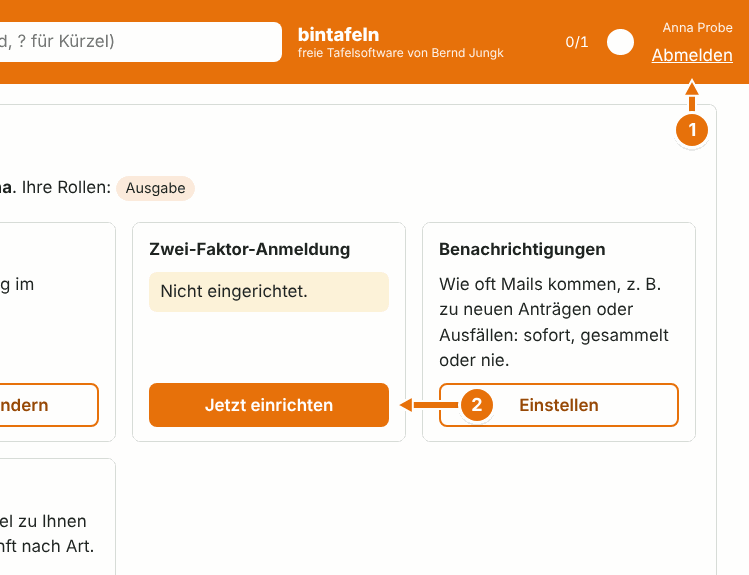 d, ? für Kürzel)
bintafeln
freie Tafelsoftware von Bernd Jungk
0/1
Anna Probe
Abmelden
1
a. Ihre Rollen: Ausgabe
g im
ndern
Zwei-Faktor-Anmeldung
Nicht eingerichtet.
Jetzt einrichten
2
Benachrichtigungen
Wie oft Mails kommen, z. B.
zu neuen Anträgen oder
Ausfällen: sofort, gesammelt
oder nie.
Einstellen
el zu Ihnen
nft nach Art.